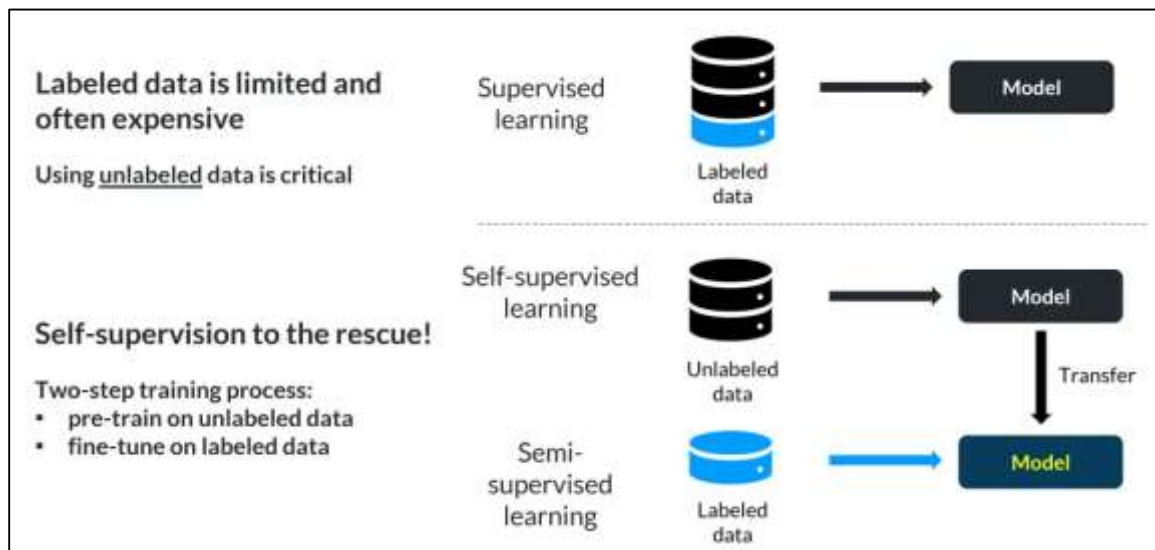 Labeled data is limited and
often expensive
Using unlabeled data is critical
Supervised
learning
Labeled
data
Model
Self-supervision to the rescue!
Two-step training process:
▪ pre-train on unlabeled data
▪ fine-tune on labeled data
Self-supervised
learning
Unlabeled
data
Model
Transfer
Semi-
supervised
learning
Labeled
data
Model